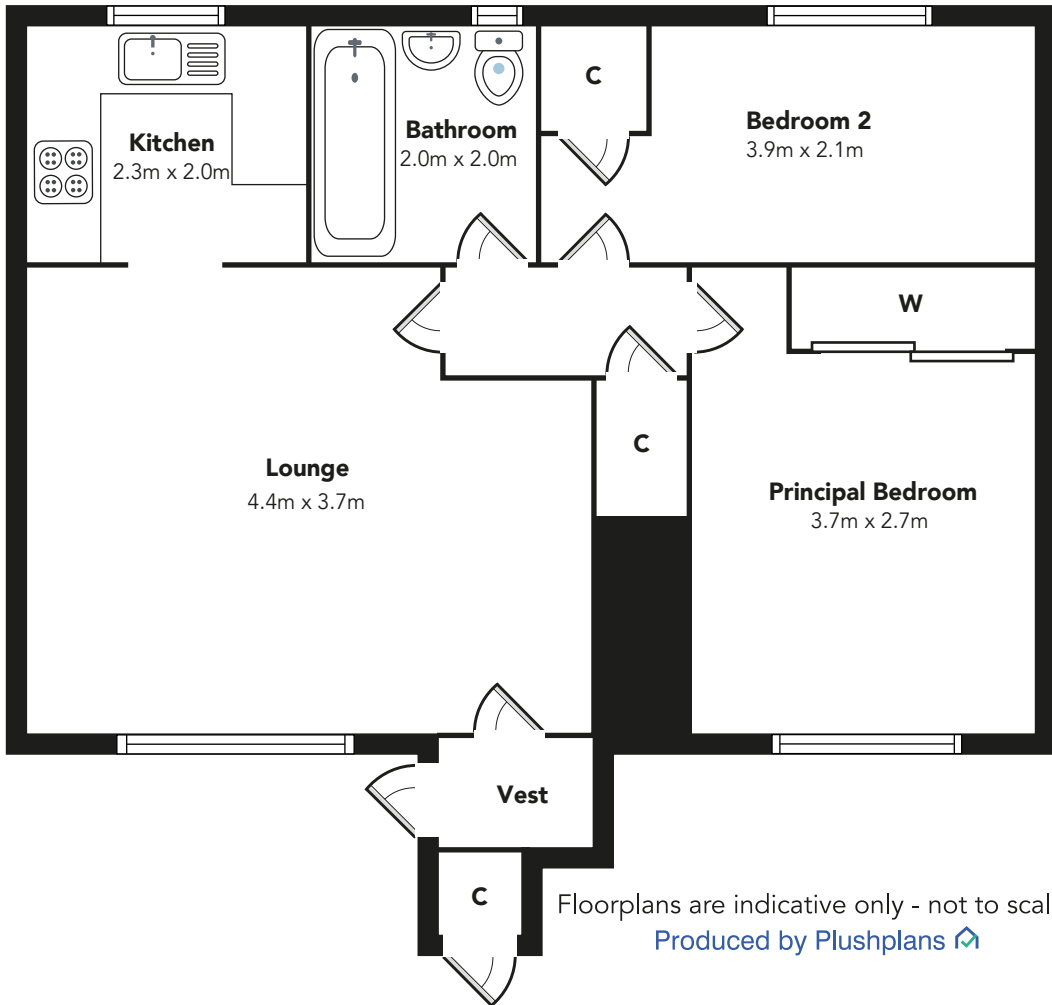 Kitchen
2.3m x 2.0m
Bathroom
2.0m x 2.0m
C
Bedroom 2
3.9m x 2.1m
W
C
Lounge
4.4m x 3.7m
Principal Bedroom
3.7m x 2.7m
Vest
C
Floorplans are indicative only - not to scal
Produced by Plushplans